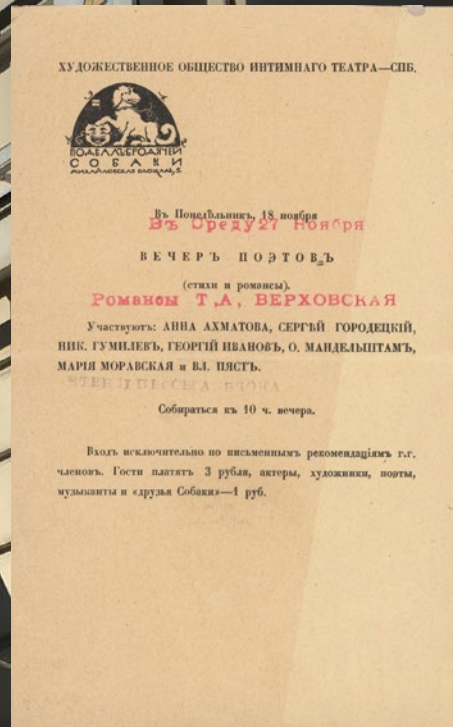 ХУДОЖЕСТВЕННОЕ ОБЩЕСТВО ИНТИМНАГО ТЕАТРА—СПБ.
ПОДВАЛЪ БРОДЯЧЕЙ
СОБАКИ
МИХАЙЛОВСКАЯ ПЛОЩАДЬ, 5.
Въ Понедѣльникъ, 18 ноября
Въ Среду 27 Ноября
ВЕЧЕРЪ ПОЭТОВЪ
(стихи и романсы).
Романсы Т,А, ВЕРХОВСКАЯ
Участвуютъ: АННА АХМАТОВА, СЕРГѢЙ ГОРОДЕЦКІЙ,
НИК. ГУМИЛЕВЪ, ГЕОРГІЙ ИВАНОВЪ, О. МАНДЕЛЬШТАМЪ,
МАРІЯ МОРАВСКАЯ и ВЛ. ПЯСТЪ.
БЛОКА
Собираться къ 10 ч. вечера.
Входъ исключительно по письменнымъ рекомендаціямъ г.г.
членовъ. Гости платятъ 3 рубля, актеры, художники, поэты,
музыканты и «друзья Собаки»—1 руб.